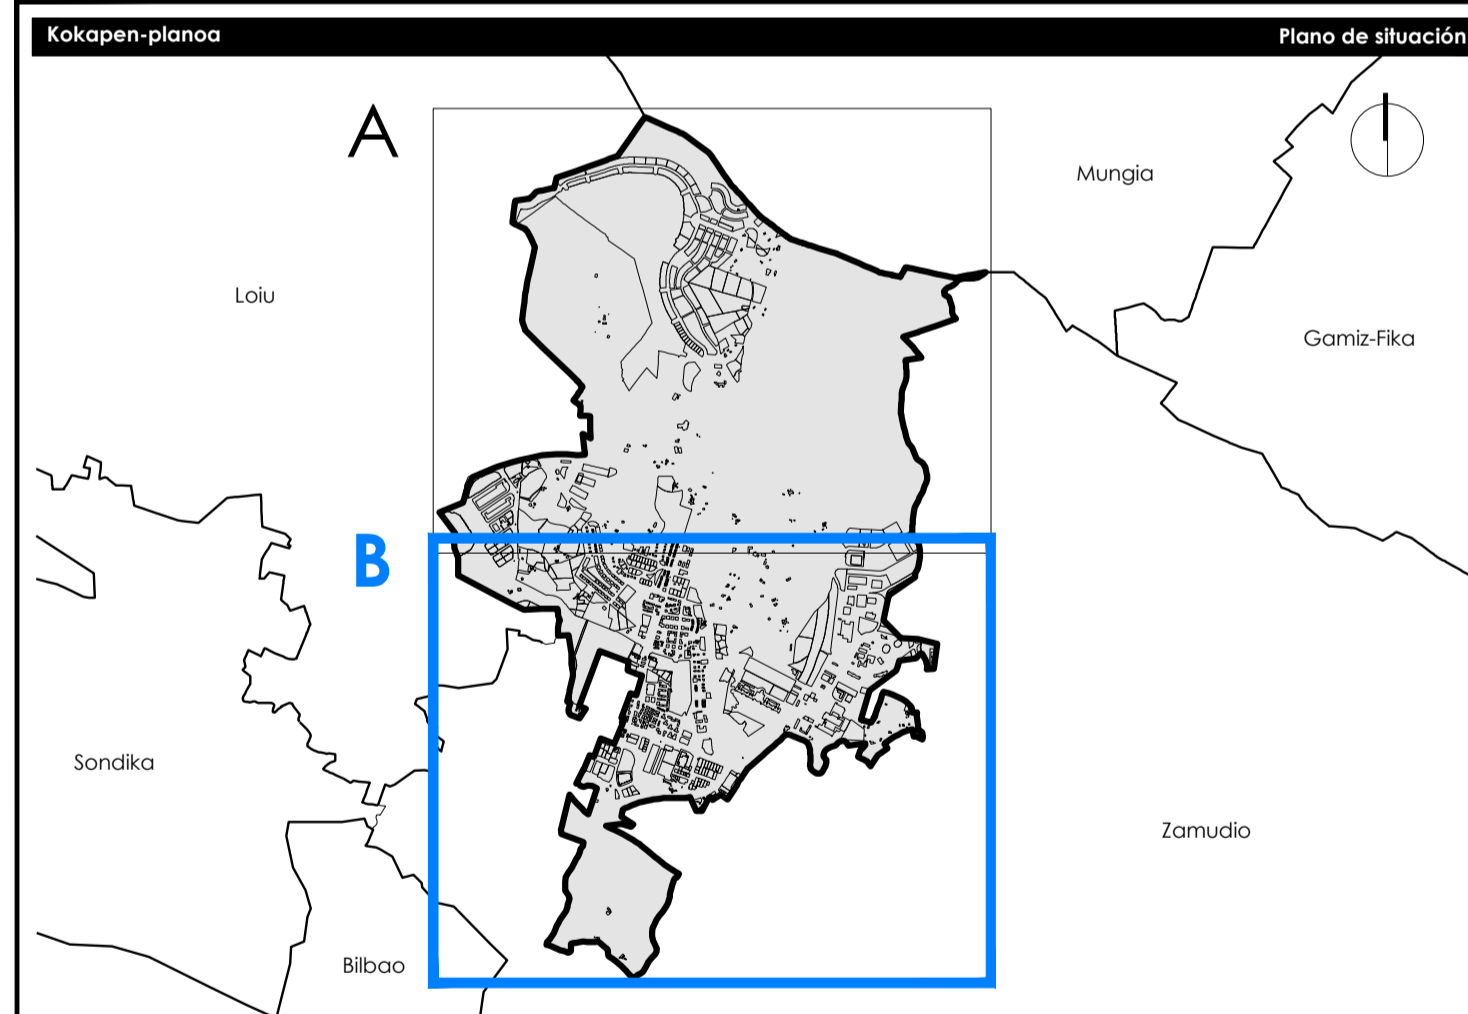 Kokapen-planoa
Plano de situación
A
Mungia
Loiu
Gamiz-Fika
B
Sondika
Zamudio
Bilbao